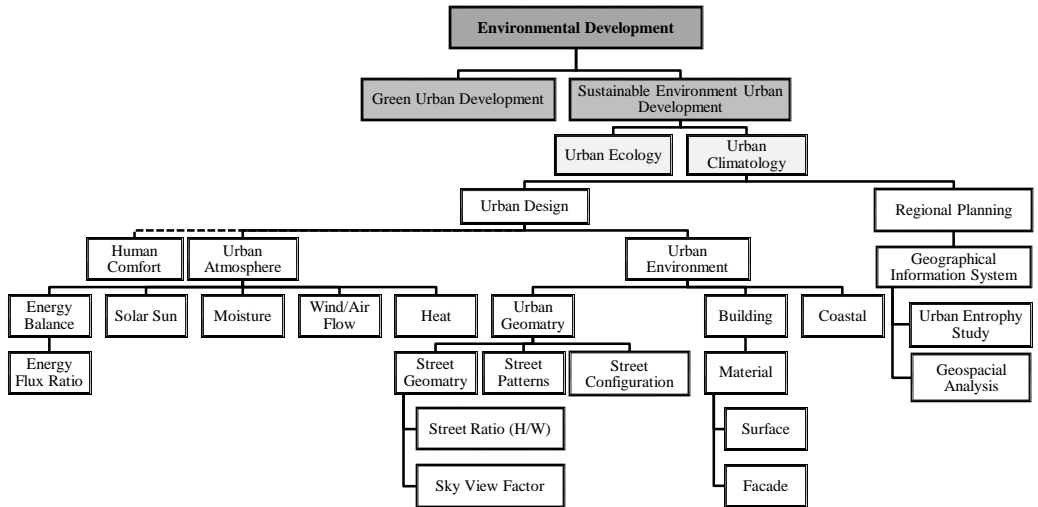 Environmental Development
Green Urban Development
Sustainable Environment Urban
Development
Urban Ecology
Urban
Climatology
Urban Design
Regional Planning
Human
Comfort
Urban
Atmosphere
Urban
Environment
Geographical
Information System
Energy
Balance
Solar Sun
Moisture
Wind/Air
Flow
Heat
Urban
Geometry
Building
Coastal
Urban Entrophy
Study
Energy
Flux Ratio
Street
Geometry
Street
Patterns
Street
Configuration
Material
Geospacial
Analysis
Street Ratio (H/W)
Surface
Sky View Factor
Facade